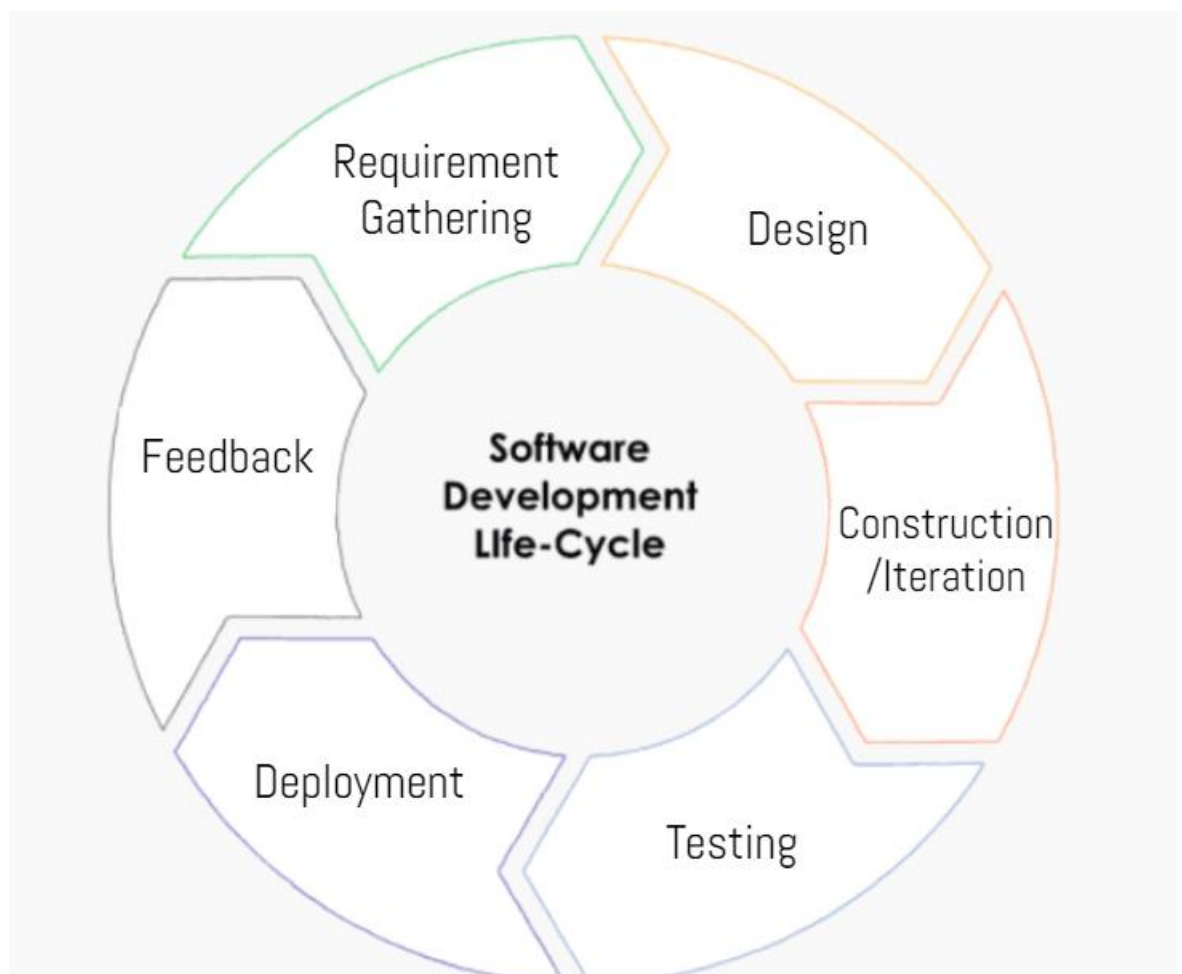 Requirement
Gathering
Design
Construction
/Iteration
Testing
Deployment
Feedback
Software
Development
LIfe-Cycle